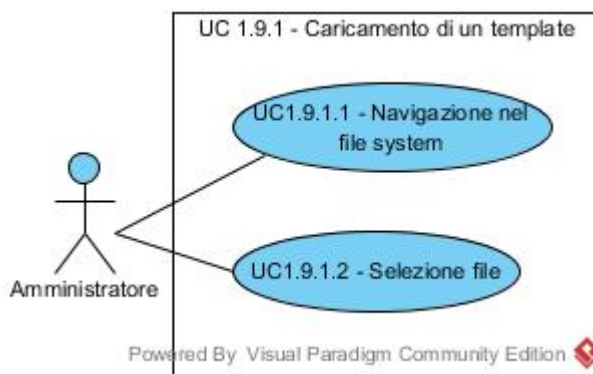 UC 1.9.1 - Caricamento di un template
UC1.9.1.1 - Navigazione nel
file system
UC1.9.1.2 - Selezione file
Amministratore
Powered By Visual Paradigm Community Edition